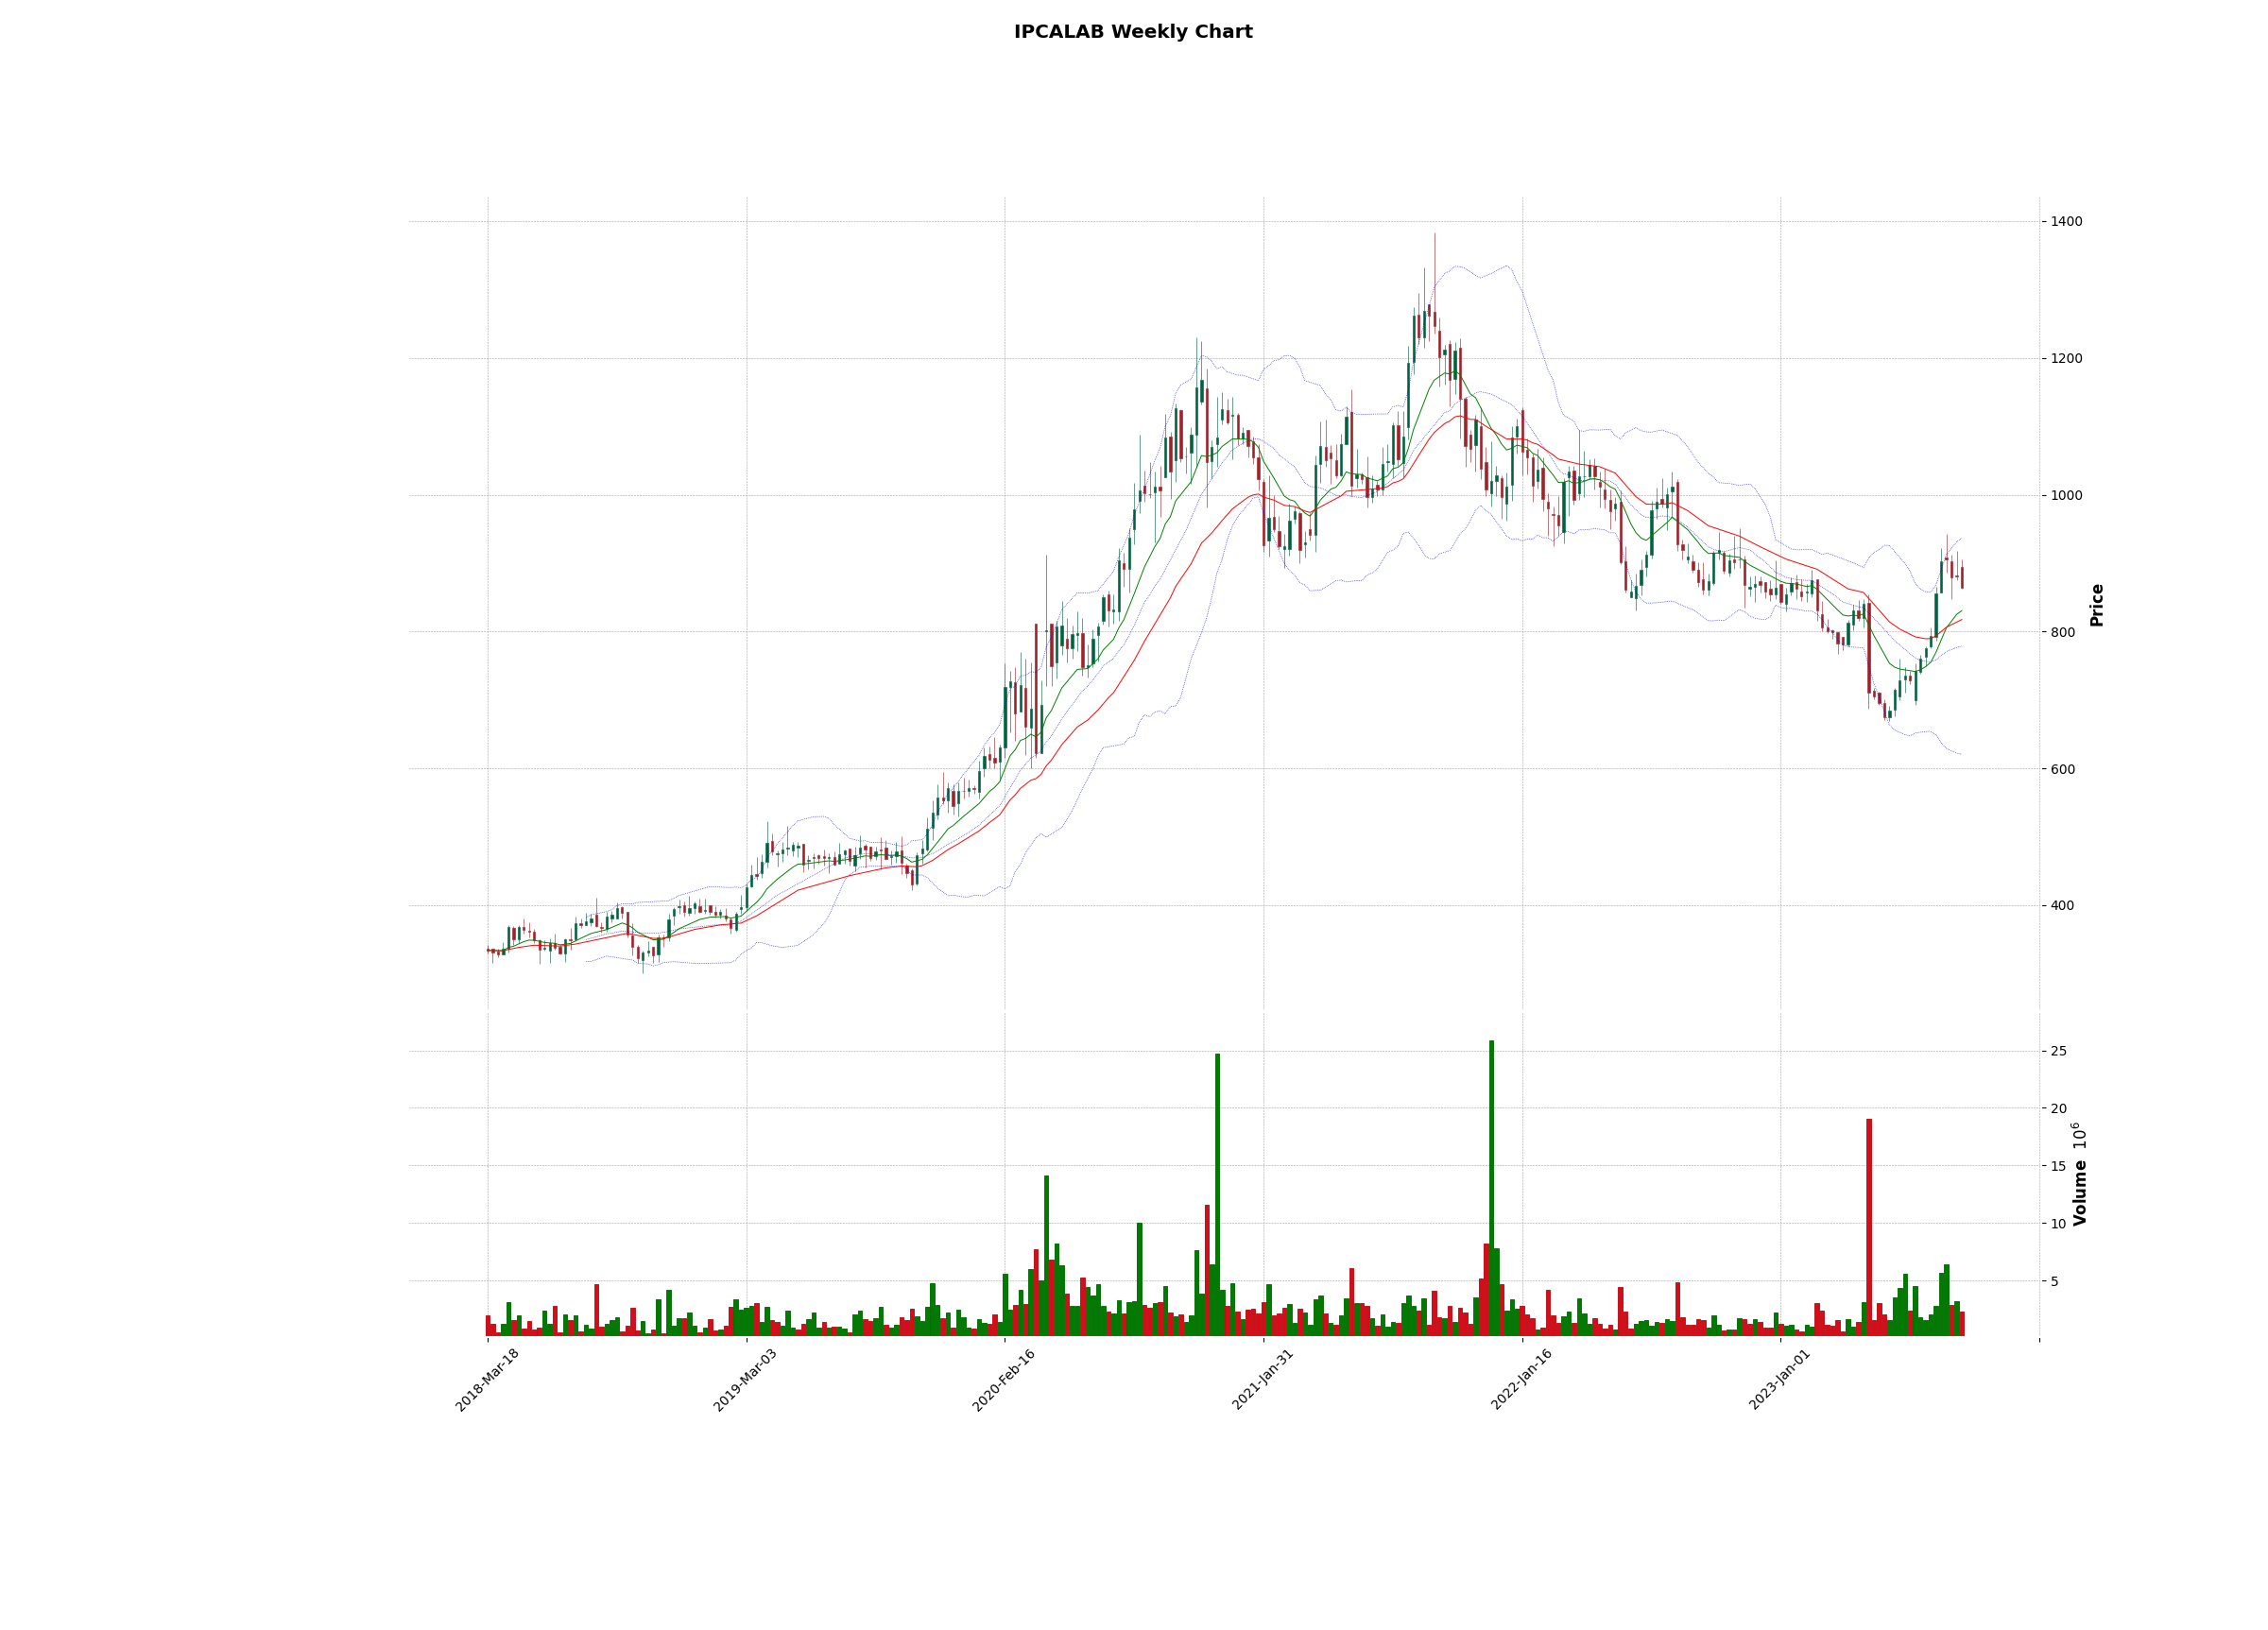 IPCALAB Weekly Chart
1400
1200
1000
800
600
400
Price
25
20
15
10
5
Volume 10^6
2018-Mar-18
2019-Mar-03
2020-Feb-16
2021-Jan-31
2022-Jan-16
2023-Jan-01